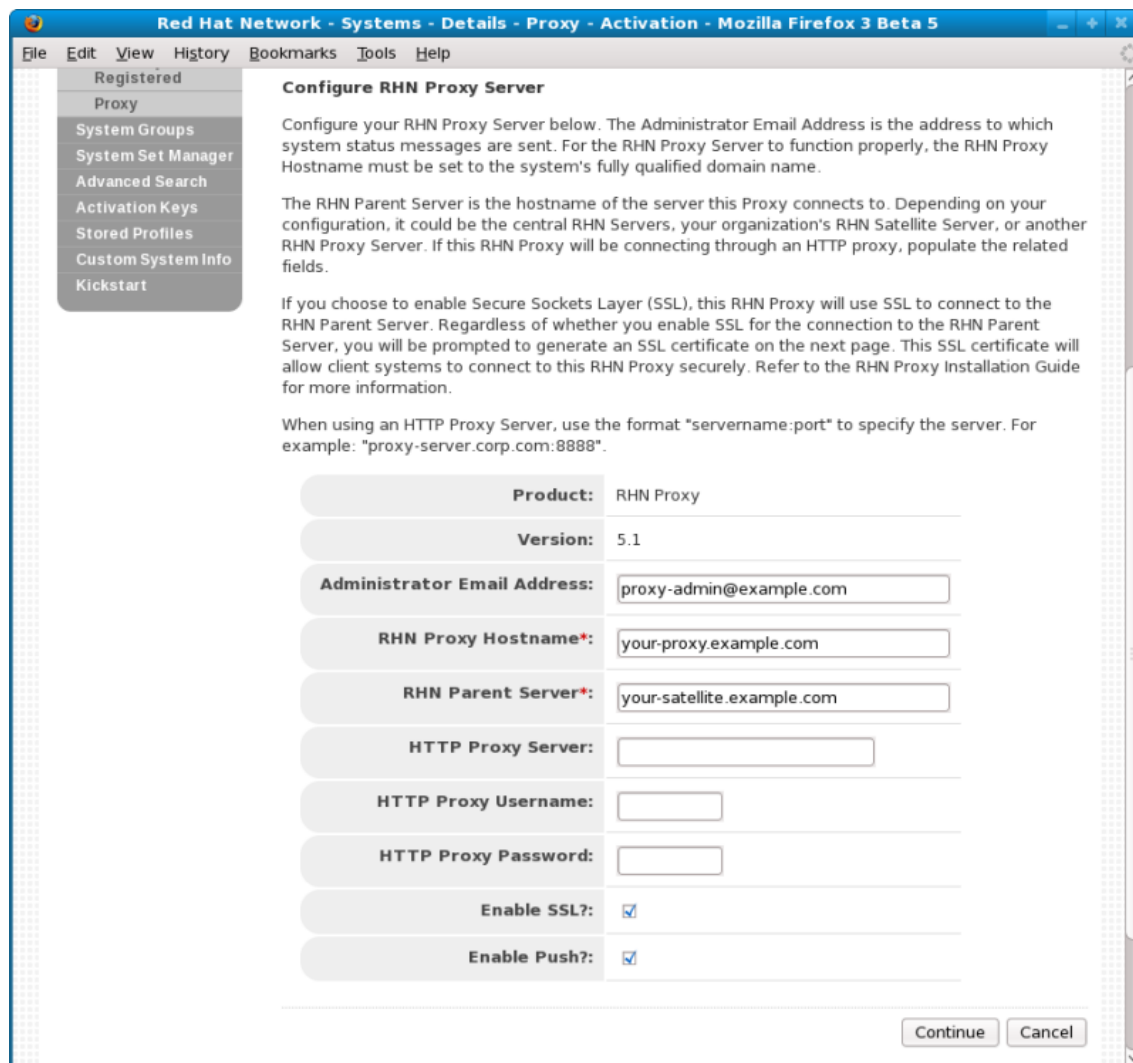 Red Hat Network - Systems - Details - Proxy - Activation - Mozilla Firefox 3 Beta 5
File Edit View History Bookmarks Tools Help
Registered
Proxy
System Groups
System Set Manager
Advanced Search
Activation Keys
Stored Profiles
Custom System Info
Kickstart
Configure RHN Proxy Server
Configure your RHN Proxy Server below. The Administrator Email Address is the address to which
system status messages are sent. For the RHN Proxy Server to function properly, the RHN Proxy
Hostname must be set to the system's fully qualified domain name.
The RHN Parent Server is the hostname of the server this Proxy connects to. Depending on your
configuration, it could be the central RHN Servers, your organization's RHN Satellite Server, or another
RHN Proxy Server. If this RHN Proxy will be connecting through an HTTP proxy, populate the related
fields.
If you choose to enable Secure Sockets Layer (SSL), this RHN Proxy will use SSL to connect to the
RHN Parent Server. Regardless of whether you enable SSL for the connection to the RHN Parent
Server, you will be prompted to generate an SSL certificate on the next page. This SSL certificate will
allow client systems to connect to this RHN Proxy securely. Refer to the RHN Proxy Installation Guide
for more information.
When using an HTTP Proxy Server, use the format "servername:port" to specify the server. For
example: "proxy-server.corp.com:8888".
Product: RHN Proxy
Version: 5.1
Administrator Email Address: proxy-admin@example.com
RHN Proxy Hostname*: your-proxy.example.com
RHN Parent Server*: your-satellite.example.com
HTTP Proxy Server:
HTTP Proxy Username:
HTTP Proxy Password:
Enable SSL?:
Enable Push?:
Continue Cancel